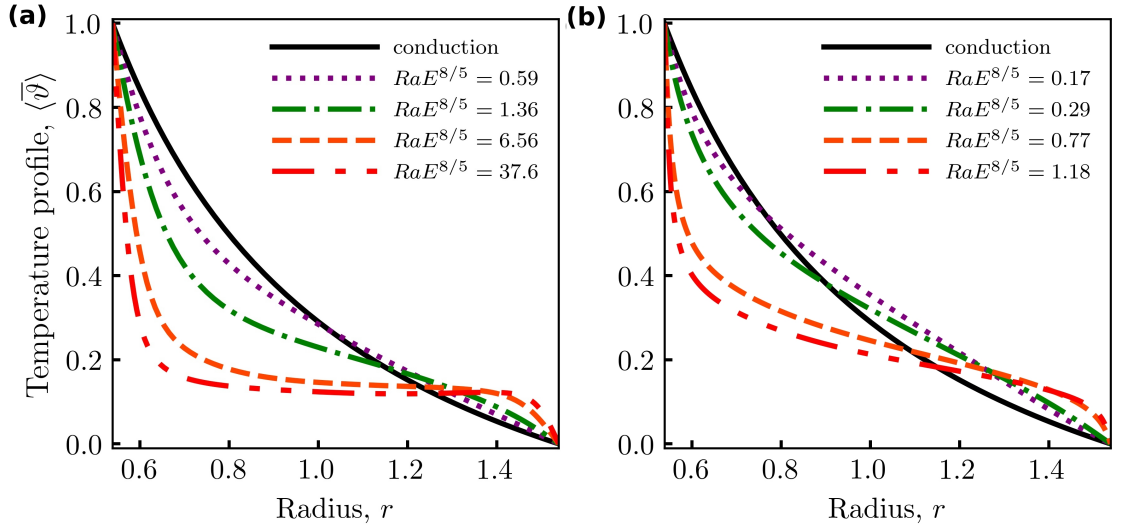 (a)
Temperature profile, ⟨ϑ̅⟩
1.0
0.8
0.6
0.4
0.2
0.0
conduction
RaE^{8/5} = 0.59
RaE^{8/5} = 1.36
RaE^{8/5} = 6.56
RaE^{8/5} = 37.6
0.6 0.8 1.0 1.2 1.4
Radius, r
(b)
1.0
0.8
0.6
0.4
0.2
0.0
conduction
RaE^{8/5} = 0.17
RaE^{8/5} = 0.29
RaE^{8/5} = 0.77
RaE^{8/5} = 1.18
0.6 0.8 1.0 1.2 1.4
Radius, r